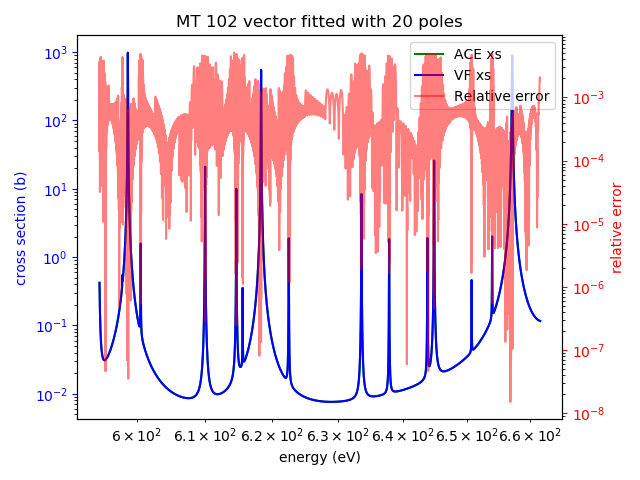 MT 102 vector fitted with 20 poles
ACE xs
VF xs
Relative error
cross section (b)
10³
10²
10¹
10⁰
10⁻¹
10⁻²
relative error
10⁻³
10⁻⁴
10⁻⁵
10⁻⁶
10⁻⁷
10⁻⁸
6 × 10² 6.1 × 10² 6.2 × 10² 6.3 × 10² 6.4 × 10² 6.5 × 10² 6.6 × 10²
energy (eV)